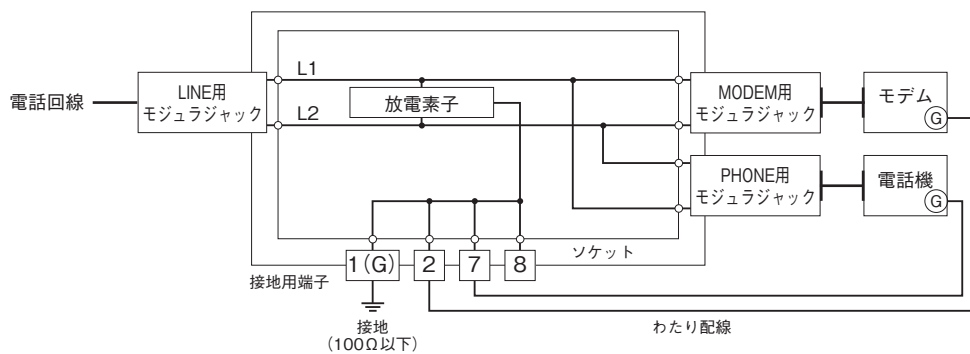 L1
電話回線
LINE用
モジュラジャック
放電素子
L2
MODEM用
モジュラジャック
モデム
G
PHONE用
モジュラジャック
電話機
G
ソケット
接地用端子
1(G)
2
7
8
接地
(100Ω以下)
わたり配線